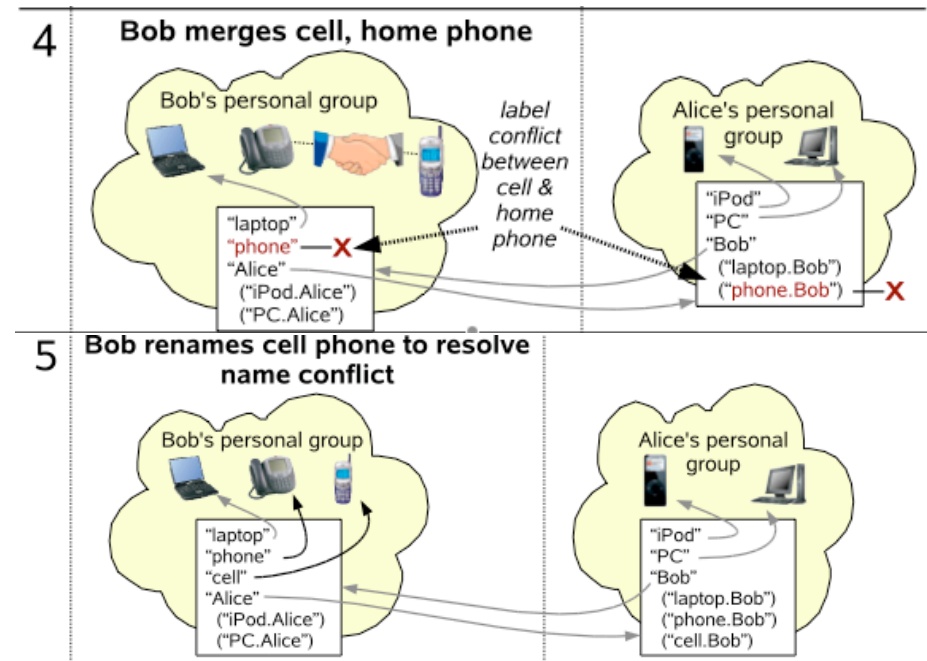 4
Bob merges cell, home phone
Bob's personal group
label
conflict
between
cell &
home
phone
Alice's personal
group
“laptop”
“phone” X
“Alice”
(“iPod.Alice”)
(“PC.Alice”)
“iPod”
“PC”
“Bob”
(“laptop.Bob”)
(“phone.Bob”) X
5
Bob renames cell phone to resolve
name conflict
Bob's personal group
“laptop”
“phone”
“cell”
“Alice”
(“iPod.Alice”)
(“PC.Alice”)
Alice's personal
group
“iPod”
“PC”
“Bob”
(“laptop.Bob”)
(“phone.Bob”)
(“cell.Bob”)